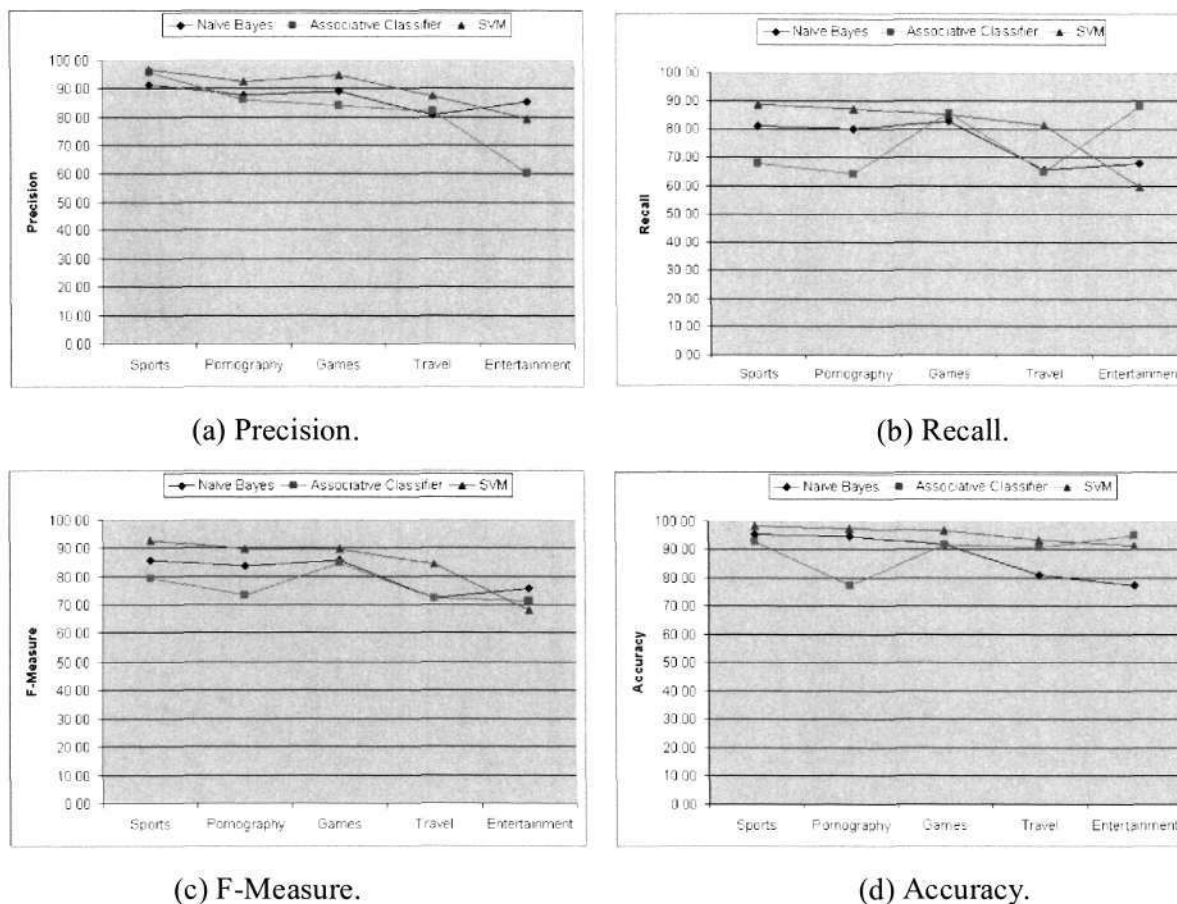 Naive Bayes Associative Classifier SVM
100 00
90 00
80 00
70 00
60 00
50 00
40 00
30 00
20 00
10 00
0 00
Precision
Sports Pornography Games Travel Entertainment
(a) Precision.
Naive Bayes Associative Classifier SVM
100 00
90 00
80 00
70 00
60 00
50 00
40 00
30 00
20 00
10 00
0 00
Recall
Sports Pornography Games Travel Entertainment
(b) Recall.
Naive Bayes Associative Classifier SVM
100 00
90 00
80 00
70 00
60 00
50 00
40 00
30 00
20 00
10 00
0 00
F-Measure
Sports Pornography Games Travel Entertainment
(c) F-Measure.
Naive Bayes Associative Classifier SVM
100 00
90 00
80 00
70 00
60 00
50 00
40 00
30 00
20 00
10 00
0 00
Accuracy
Sports Pornography Games Travel Entertainment
(d) Accuracy.